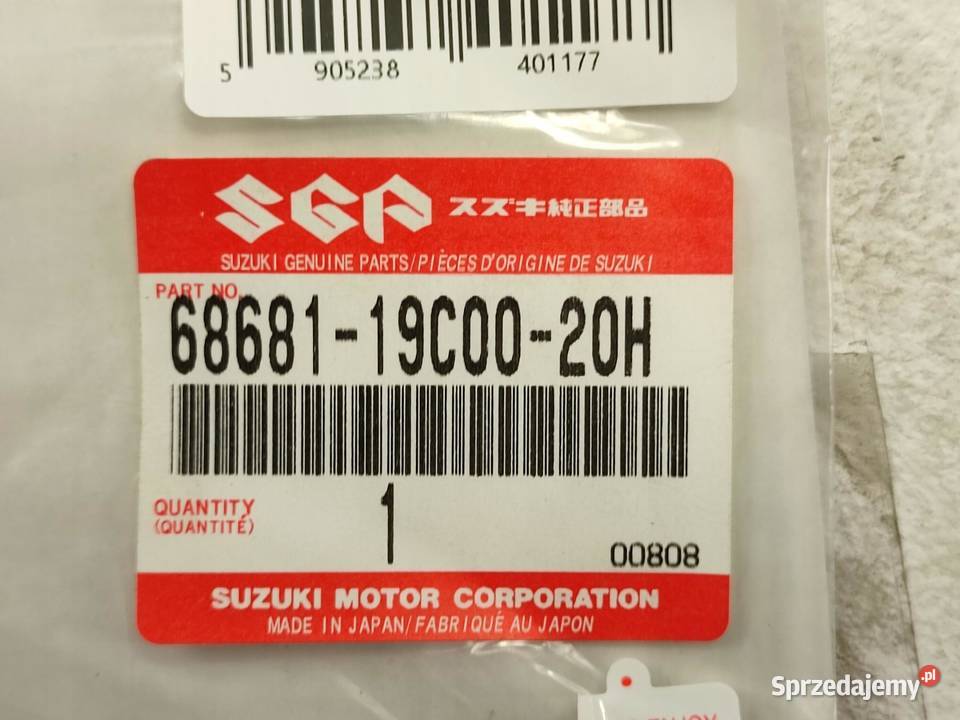 5 905238 401177
SGP スズキ純正部品
SUZUKI GENUINE PARTS/PIÈCES D'ORIGINE DE SUZUKI
PART NO.
68681-19C00-20H
QUANTITY
(QUANTITÉ)
1
00808
SUZUKI MOTOR CORPORATION
MADE IN JAPAN/FABRIQUÉ AU JAPON
Sprzedajemy.pl
ENJOY